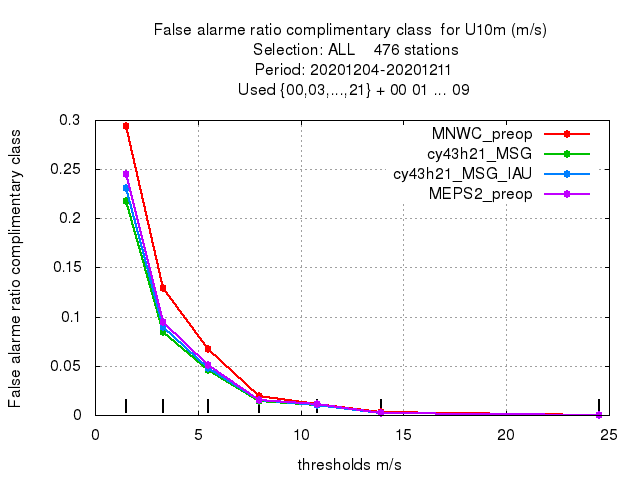 False alarme ratio complimentary class for U10m (m/s)
Selection: ALL 476 stations
Period: 20201204-20201211
Used {00,03,...,21} + 00 01 ... 09
False alarme ratio complimentary class
0.3
0.25
0.2
0.15
0.1
0.05
0
MNWC_preop
cy43h21_MSG
cy43h21_MSG_IAU
MEPS2_preop
0 5 10 15 20 25
thresholds m/s